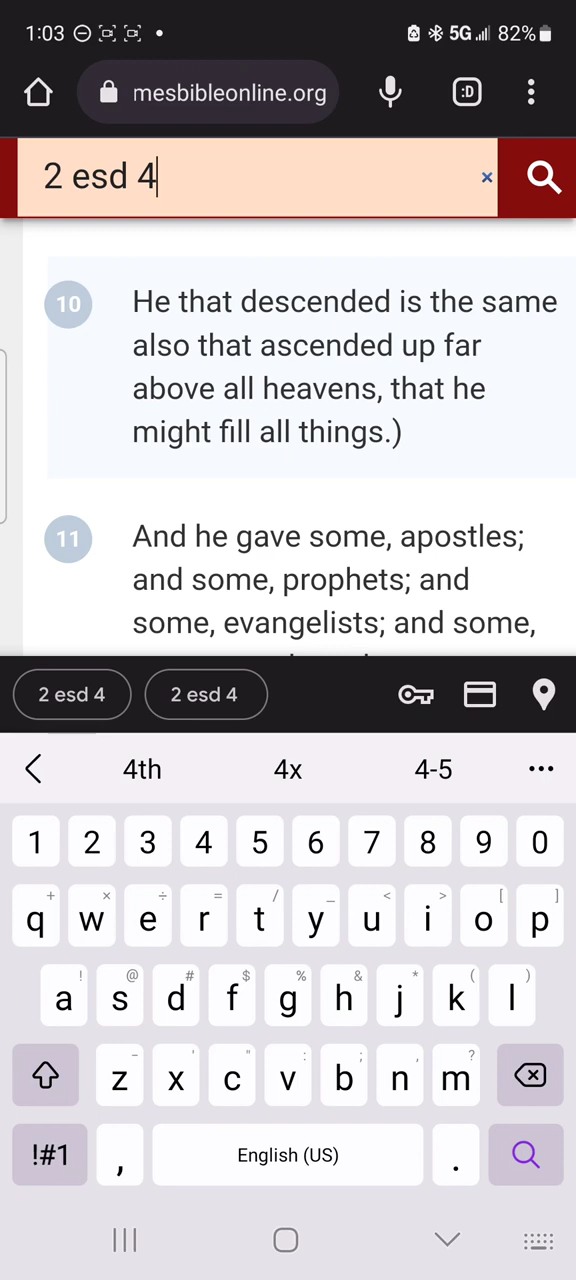 1:03 5G 82%
mesbibleonline.org :D
2 esd 4 ×
10 He that descended is the same
also that ascended up far
above all heavens, that he
might fill all things.)
11 And he gave some, apostles;
and some, prophets; and
some, evangelists; and some,
2 esd 4 2 esd 4
4th 4x 4-5
1 2 3 4 5 6 7 8 9 0
+ × ÷ = / _ < > [ ]
q w e r t y u i o p
! @ # $ % & * ( )
a s d f g h j k l
- ' " : ; , ?
z x c v b n m
!#1 , English (US) .